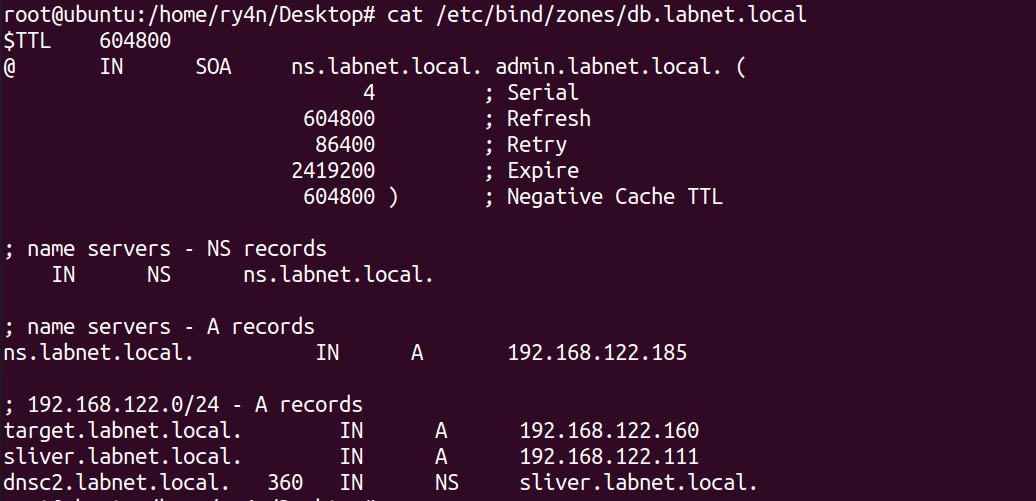 root@ubuntu:/home/ry4n/Desktop# cat /etc/bind/zones/db.labnet.local
$TTL    604800
@       IN      SOA     ns.labnet.local. admin.labnet.local. (
                              4         ; Serial
                         604800         ; Refresh
                          86400         ; Retry
                        2419200         ; Expire
                         604800 )       ; Negative Cache TTL
; name servers - NS records
    IN      NS      ns.labnet.local.
; name servers - A records
ns.labnet.local.          IN      A       192.168.122.185
; 192.168.122.0/24 - A records
target.labnet.local.        IN      A      192.168.122.160
sliver.labnet.local.        IN      A      192.168.122.111
dnsc2.labnet.local.   360   IN      NS     sliver.labnet.local.